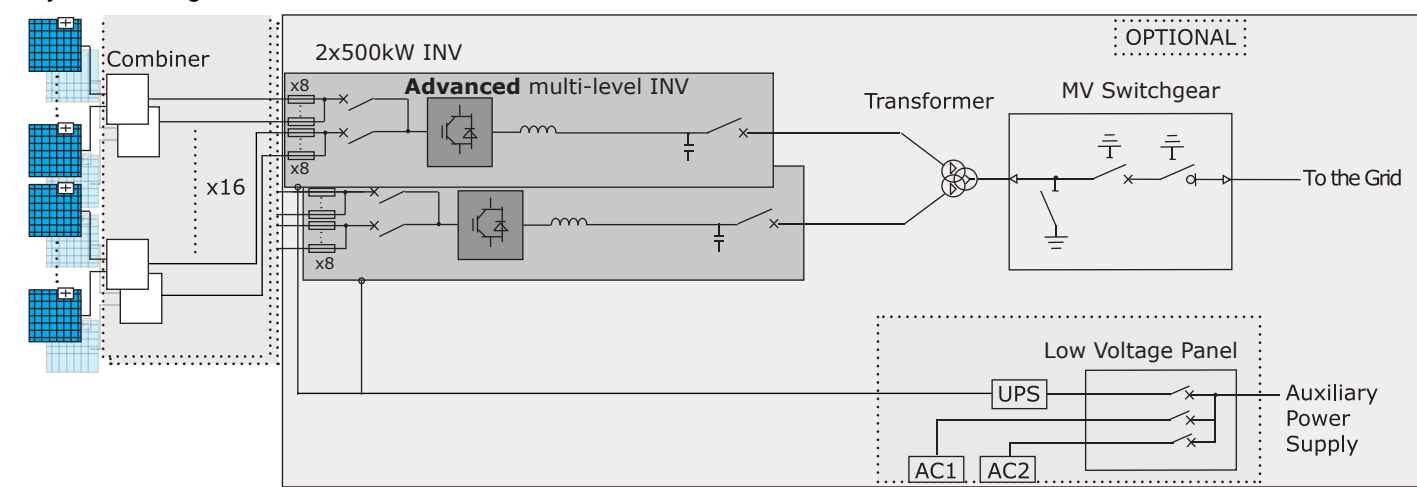 OPTIONAL
2x500kW INV
Combiner
x8
Advanced multi-level INV
Transformer
MV Switchgear
x8
x16
To the Grid
x8
Low Voltage Panel
UPS
Auxiliary
Power
Supply
AC1
AC2